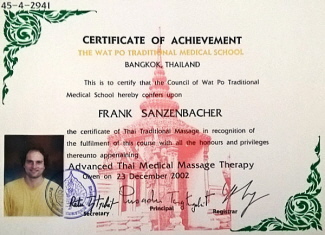 45-4-2941
CERTIFICATE OF ACHIEVEMENT
THE WAT PO TRADITIONAL MEDICAL SCHOOL
BANGKOK, THAILAND
This is to certify that the Council of Wat Po Traditional
Medical School hereby confers upon
FRANK SANZENBACHER
the certificate of Thai Traditional Massage in recognition of
the fulfilment of this course with all the honours and privileges
thereunto appertaining.
Advanced Thai Medical Massage Therapy
Given on 23 December 2002
Secretary Principal Registrar